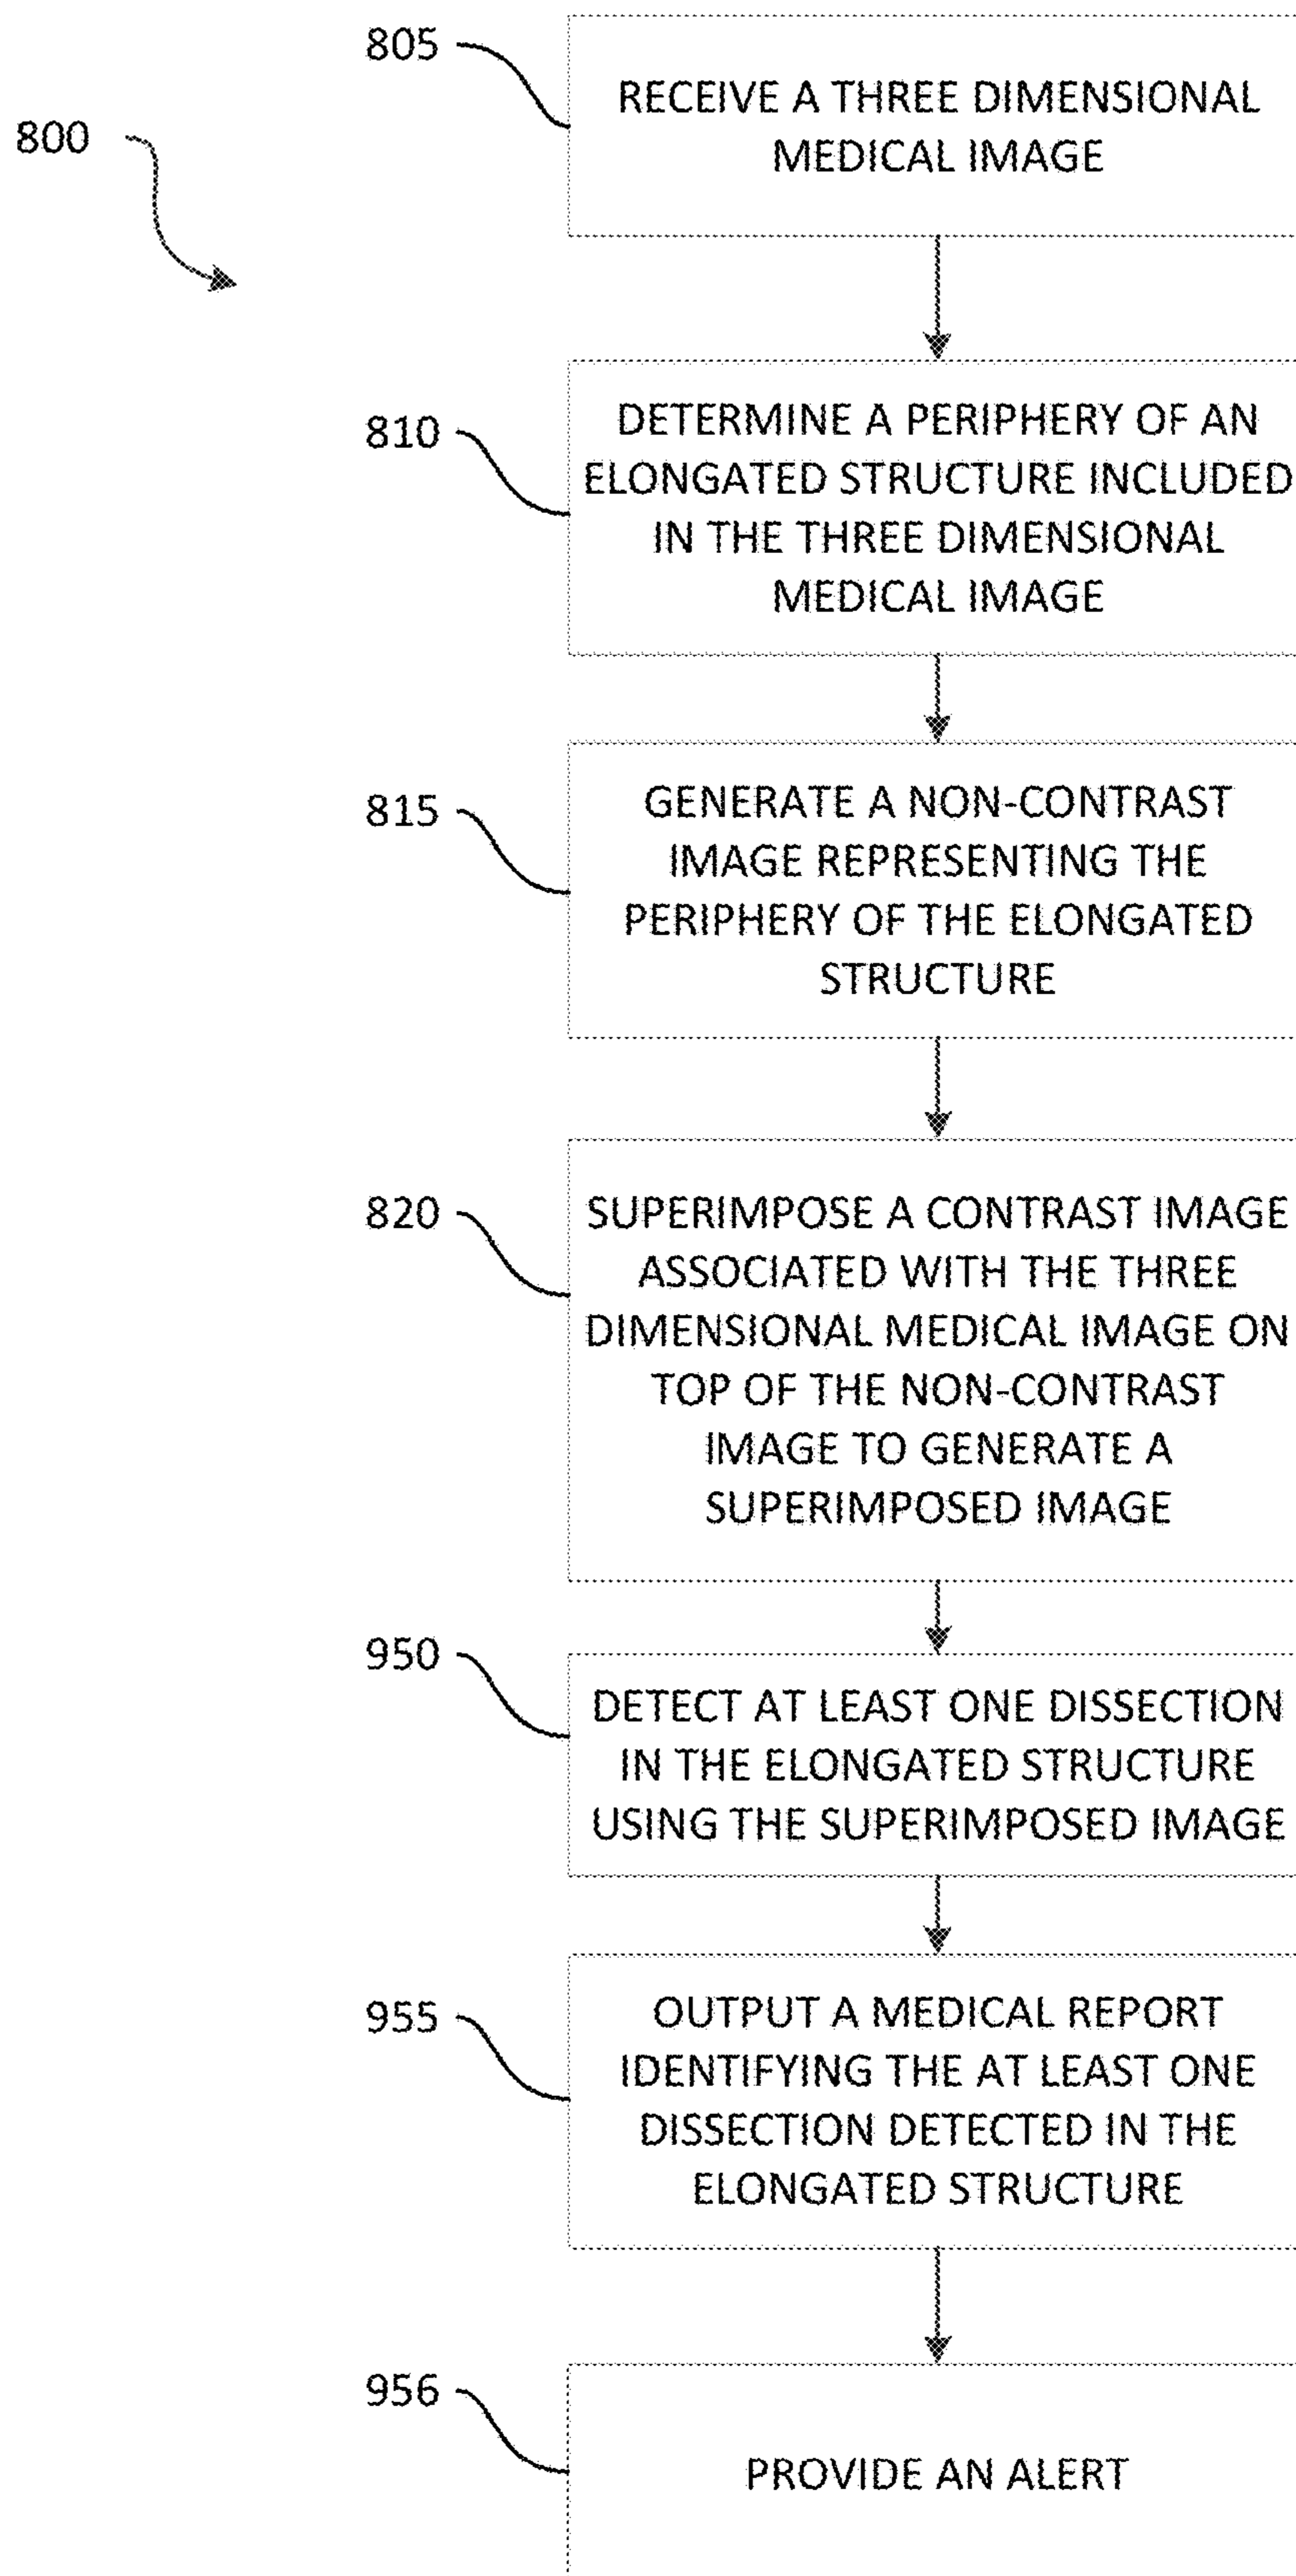 800
805
RECEIVE A THREE DIMENSIONAL
MEDICAL IMAGE
810
DETERMINE A PERIPHERY OF AN
ELONGATED STRUCTURE INCLUDED
IN THE THREE DIMENSIONAL
MEDICAL IMAGE
815
GENERATE A NON-CONTRAST
IMAGE REPRESENTING THE
PERIPHERY OF THE ELONGATED
STRUCTURE
820
SUPERIMPOSE A CONTRAST IMAGE
ASSOCIATED WITH THE THREE
DIMENSIONAL MEDICAL IMAGE ON
TOP OF THE NON-CONTRAST
IMAGE TO GENERATE A
SUPERIMPOSED IMAGE
950
DETECT AT LEAST ONE DISSECTION
IN THE ELONGATED STRUCTURE
USING THE SUPERIMPOSED IMAGE
955
OUTPUT A MEDICAL REPORT
IDENTIFYING THE AT LEAST ONE
DISSECTION DETECTED IN THE
ELONGATED STRUCTURE
956
PROVIDE AN ALERT